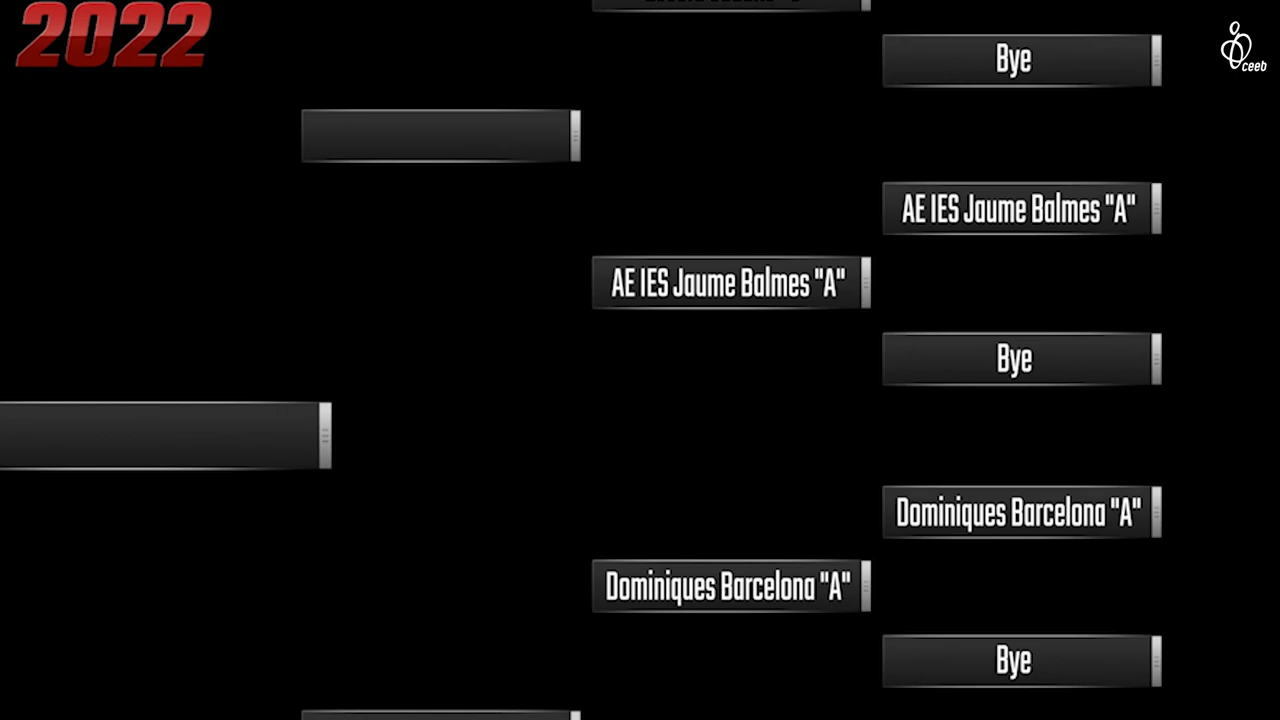 2022
Bye
ceeb
AE IES Jaume Balmes "A"
AE IES Jaume Balmes "A"
Bye
Dominiques Barcelona "A"
Dominiques Barcelona "A"
Bye